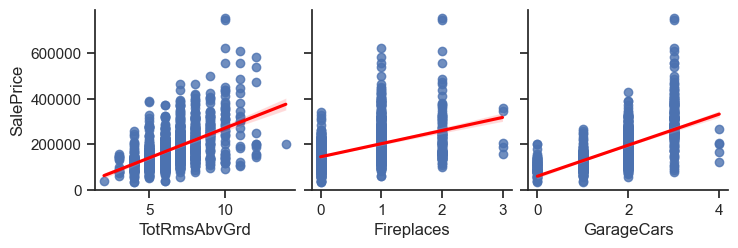 SalePrice
600000
400000
200000
0
5 10
TotRmsAbvGrd
0 1 2 3
Fireplaces
0 2 4
GarageCars